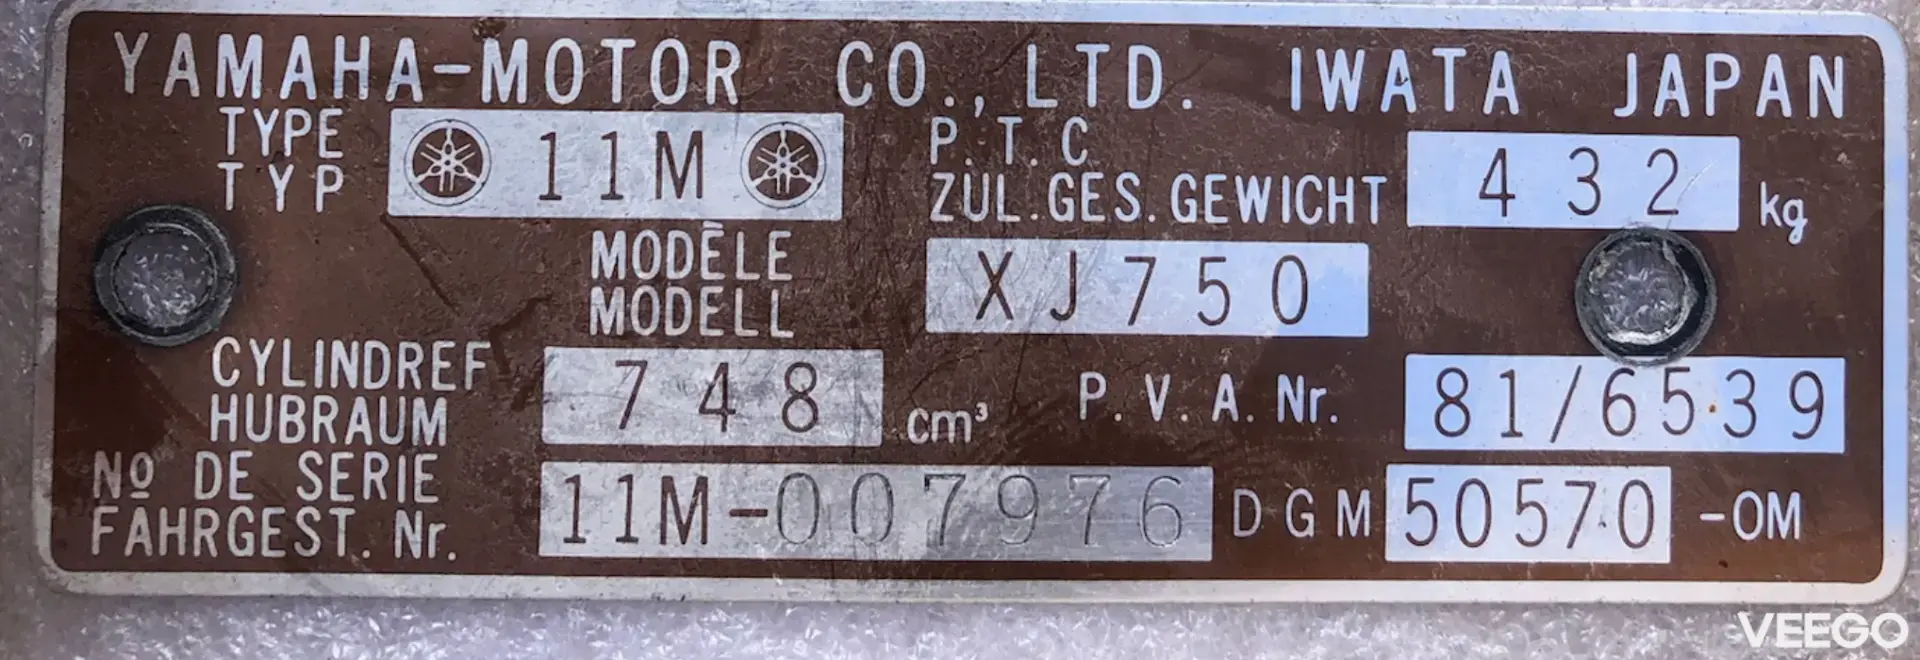 YAMAHA-MOTOR CO., LTD. IWATA JAPAN
TYPE
TYP 11M
P.T.C
ZUL.GES.GEWICHT 432 kg
MODÈLE
MODELL XJ750
CYLINDREF
HUBRAUM 748 cm³
P.V.A.Nr. 81/6539
Nº DE SERIE
FAHRGEST. Nr. 11M-007976
DGM 50570-OM
VEEGO